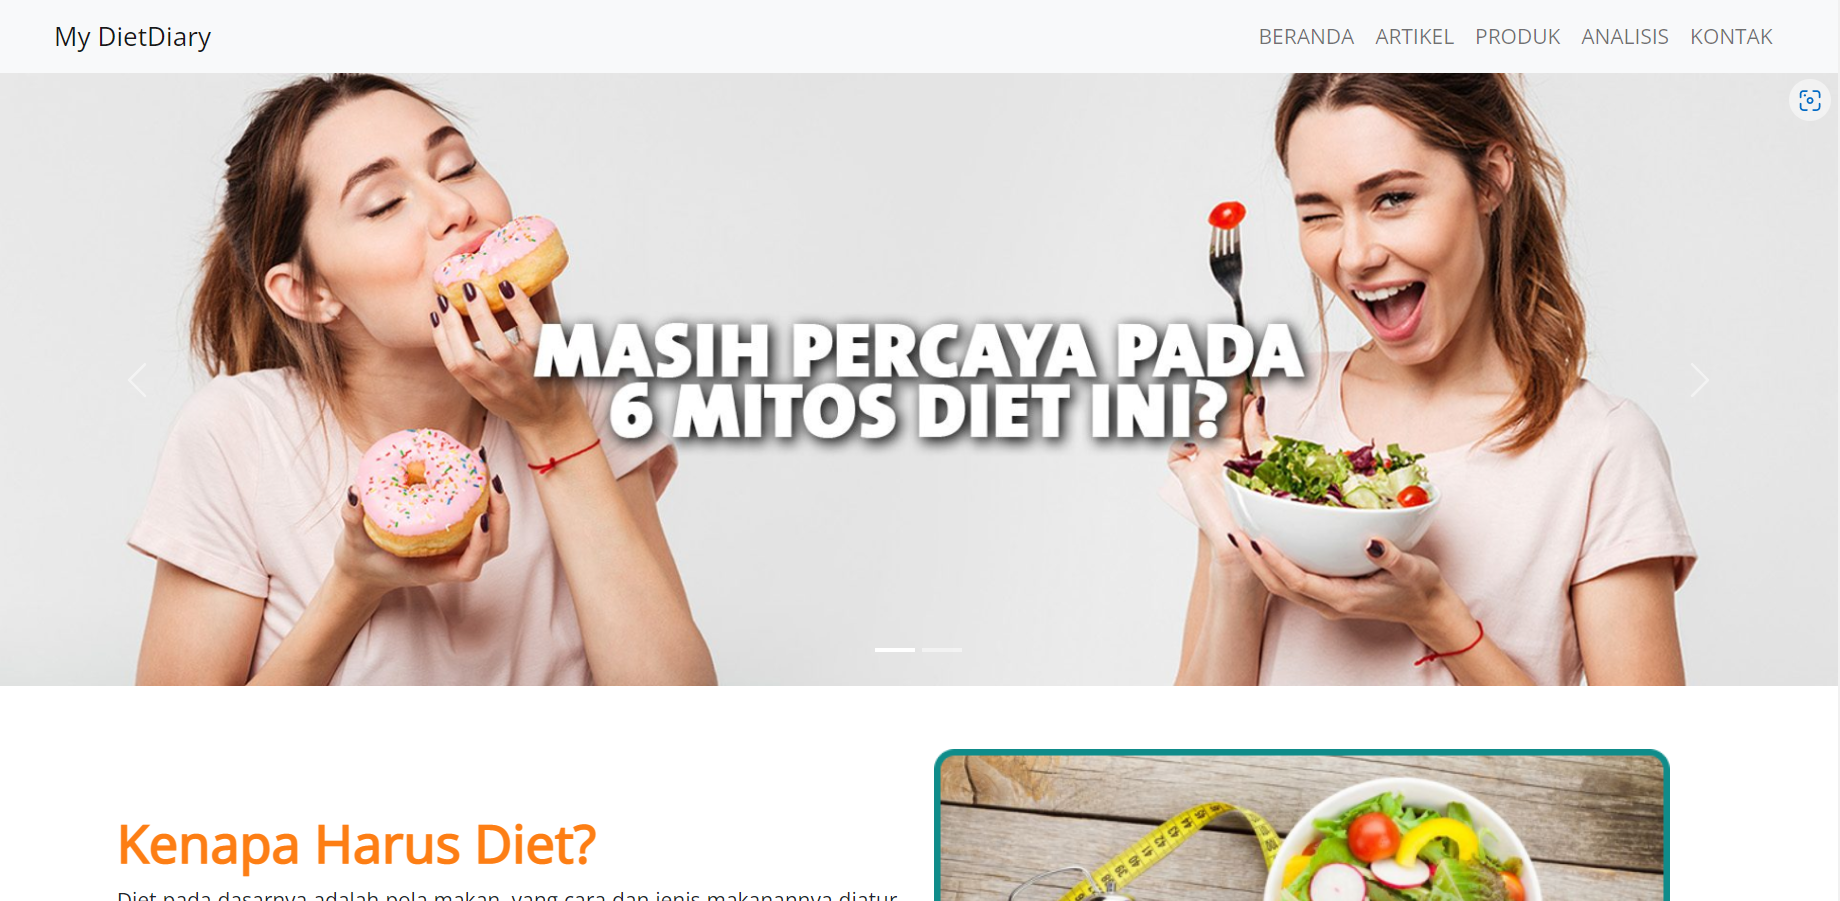 My DietDiary
BERANDA ARTIKEL PRODUK ANALISIS KONTAK
MASIH PERCAYA PADA
6 MITOS DIET INI?
Kenapa Harus Diet?
Diet pada dasarnya adalah pola makan, yang cara dan jenis makanannya diatur